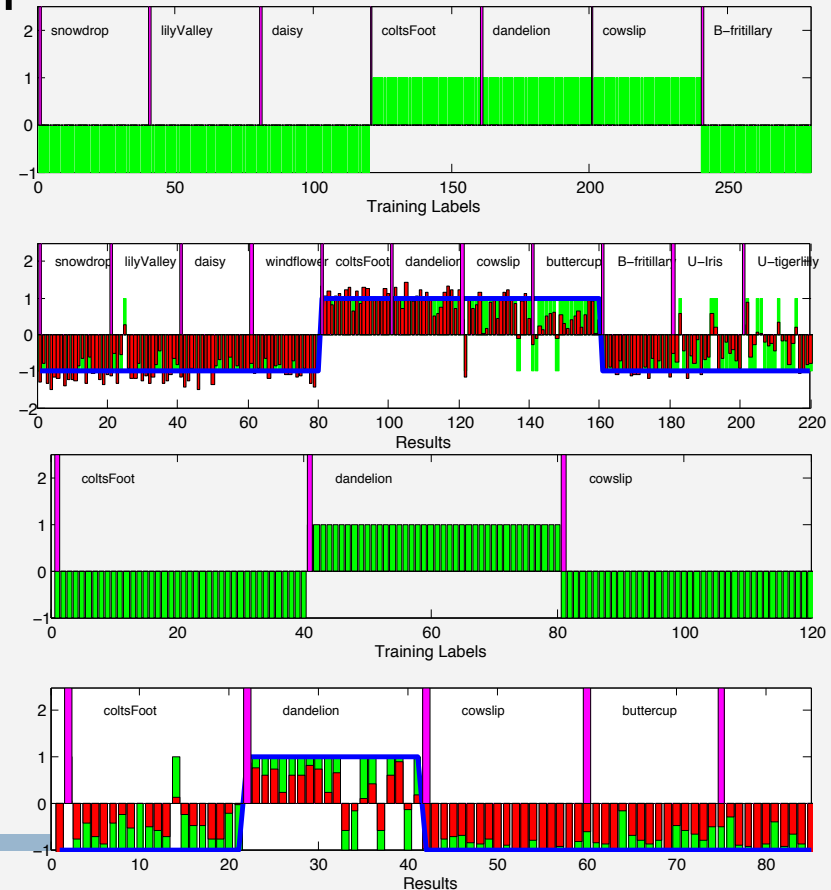 2 snowdrop lilyValley daisy coltsFoot dandelion cowslip B−fritillary
1
0
−1
0 50 100 150 200 250
Training Labels
2 snowdrop lilyValley daisy windflower coltsFoot dandelion cowslip buttercup B−fritillary U−Iris U−tigerlilly
1
0
−1
−2
0 20 40 60 80 100 120 140 160 180 200 220
Results
2 coltsFoot dandelion cowslip
1
0
−1
0 20 40 60 80 100 120
Training Labels
2 coltsFoot dandelion cowslip buttercup
1
0
−1
0 10 20 30 40 50 60 70 80
Results